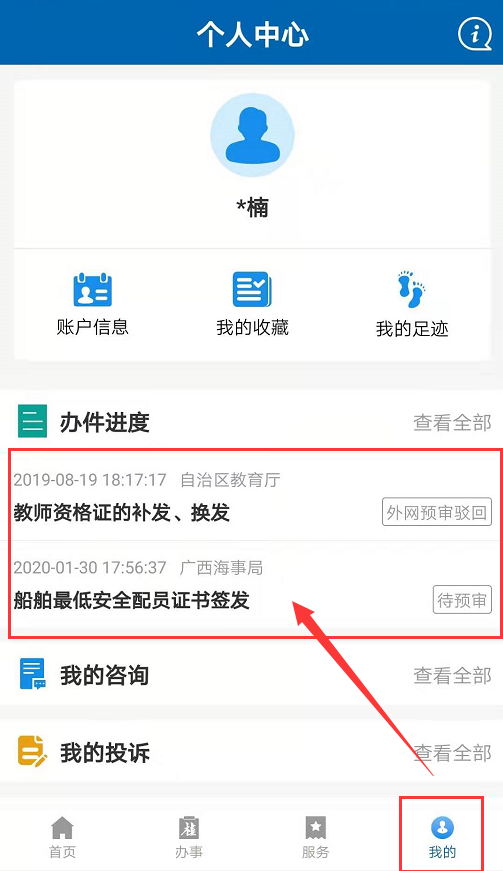 个人中心
*楠
账户信息 我的收藏 我的足迹
办件进度 查看全部
2019-08-19 18:17:17 自治区教育厅
教师资格证的补发、换发 外网预审驳回
2020-01-30 17:56:37 广西海事局
船舶最低安全配员证书签发 待预审
我的咨询 查看全部
我的投诉 查看全部
桂
首页 办事 服务 我的